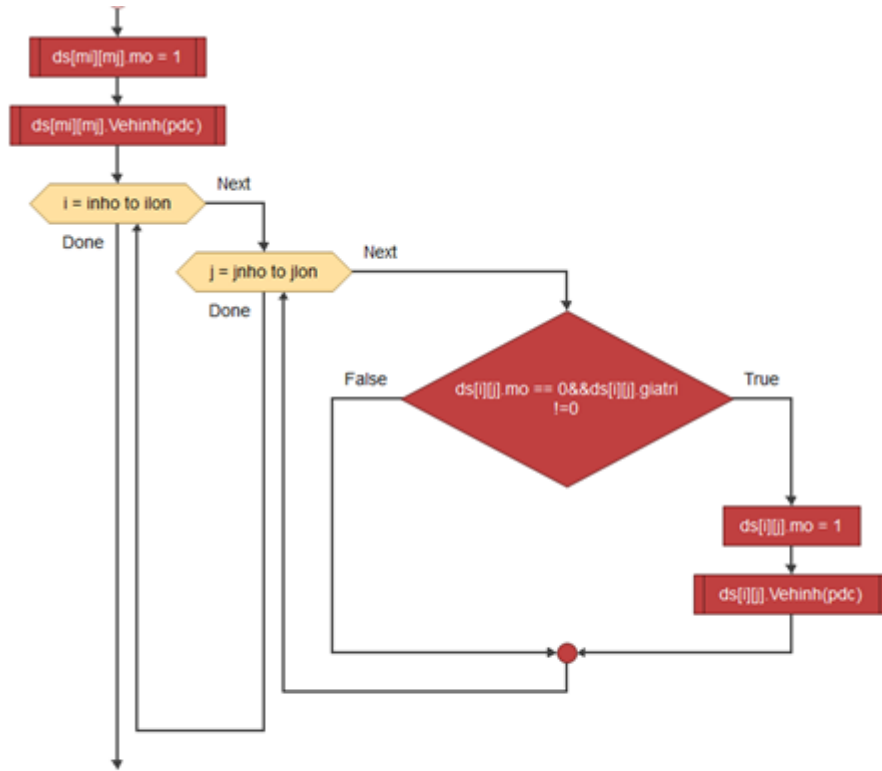 ds[mi][mj].mo = 1
ds[mi][mj].Vehinh(pdc)
i = inho to ilon
Next
Done
j = jnho to jlon
Next
Done
ds[i][j].mo == 0&&ds[i][j].giatri
!=0
False
True
ds[i][j].mo = 1
ds[i][j].Vehinh(pdc)